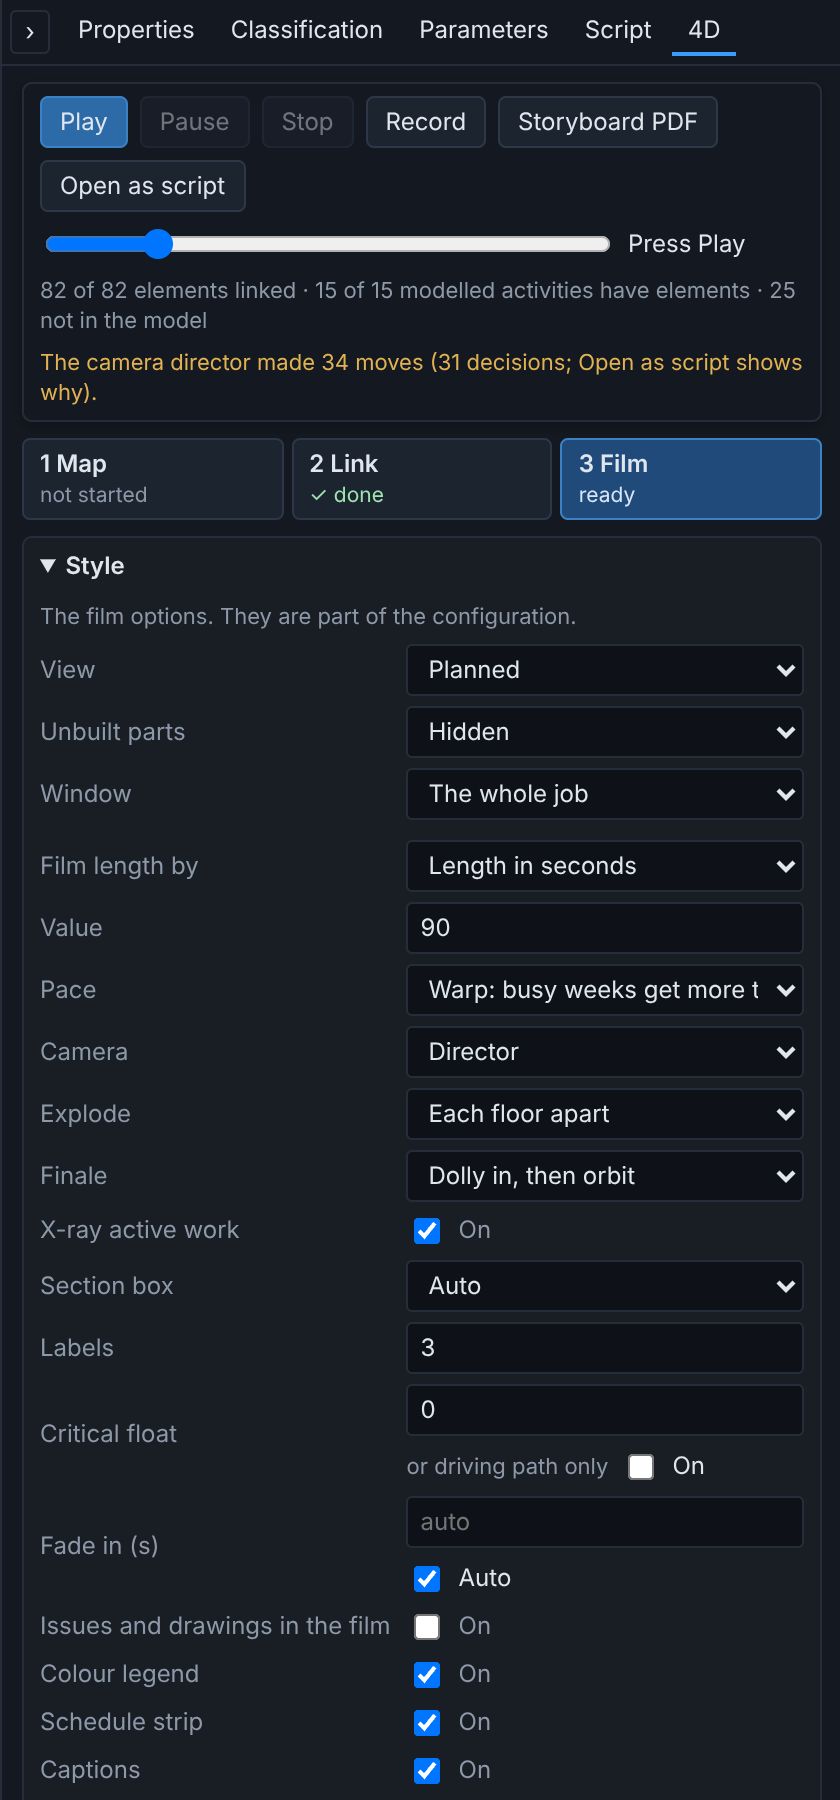 › Properties Classification Parameters Script 4D
Play Pause Stop Record Storyboard PDF
Open as script
Press Play
82 of 82 elements linked · 15 of 15 modelled activities have elements · 25
not in the model
The camera director made 34 moves (31 decisions; Open as script shows
why).
1 Map
not started
2 Link
✓ done
3 Film
ready
▼ Style
The film options. They are part of the configuration.
View Planned
Unbuilt parts Hidden
Window The whole job
Film length by Length in seconds
Value 90
Pace Warp: busy weeks get more t
Camera Director
Explode Each floor apart
Finale Dolly in, then orbit
X-ray active work On
Section box Auto
Labels 3
Critical float 0
or driving path only On
Fade in (s) auto
Auto
Issues and drawings in the film On
Colour legend On
Schedule strip On
Captions On